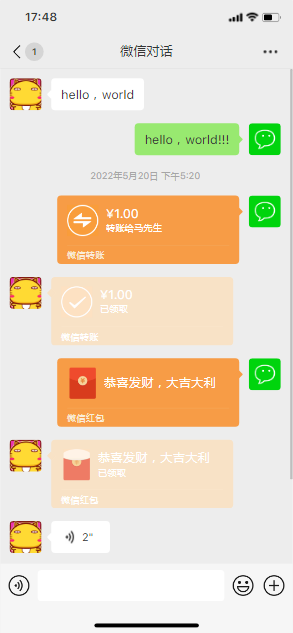 17:48
1
微信对话
hello，world
hello，world!!!
2022年5月20日 下午5:20
¥1.00
转账给马先生
微信转账
¥1.00
已领取
微信转账
恭喜发财，大吉大利
微信红包
恭喜发财，大吉大利
已领取
微信红包
2"